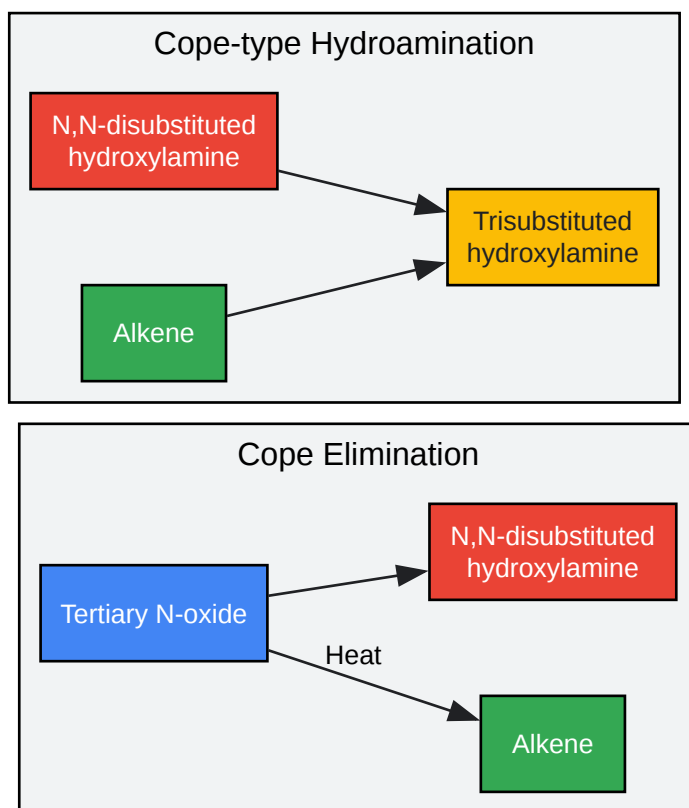 Cope-type Hydroamination
N,N-disubstituted
hydroxylamine
Trisubstituted
hydroxylamine
Alkene
Cope Elimination
N,N-disubstituted
hydroxylamine
Tertiary N-oxide
Heat
Alkene